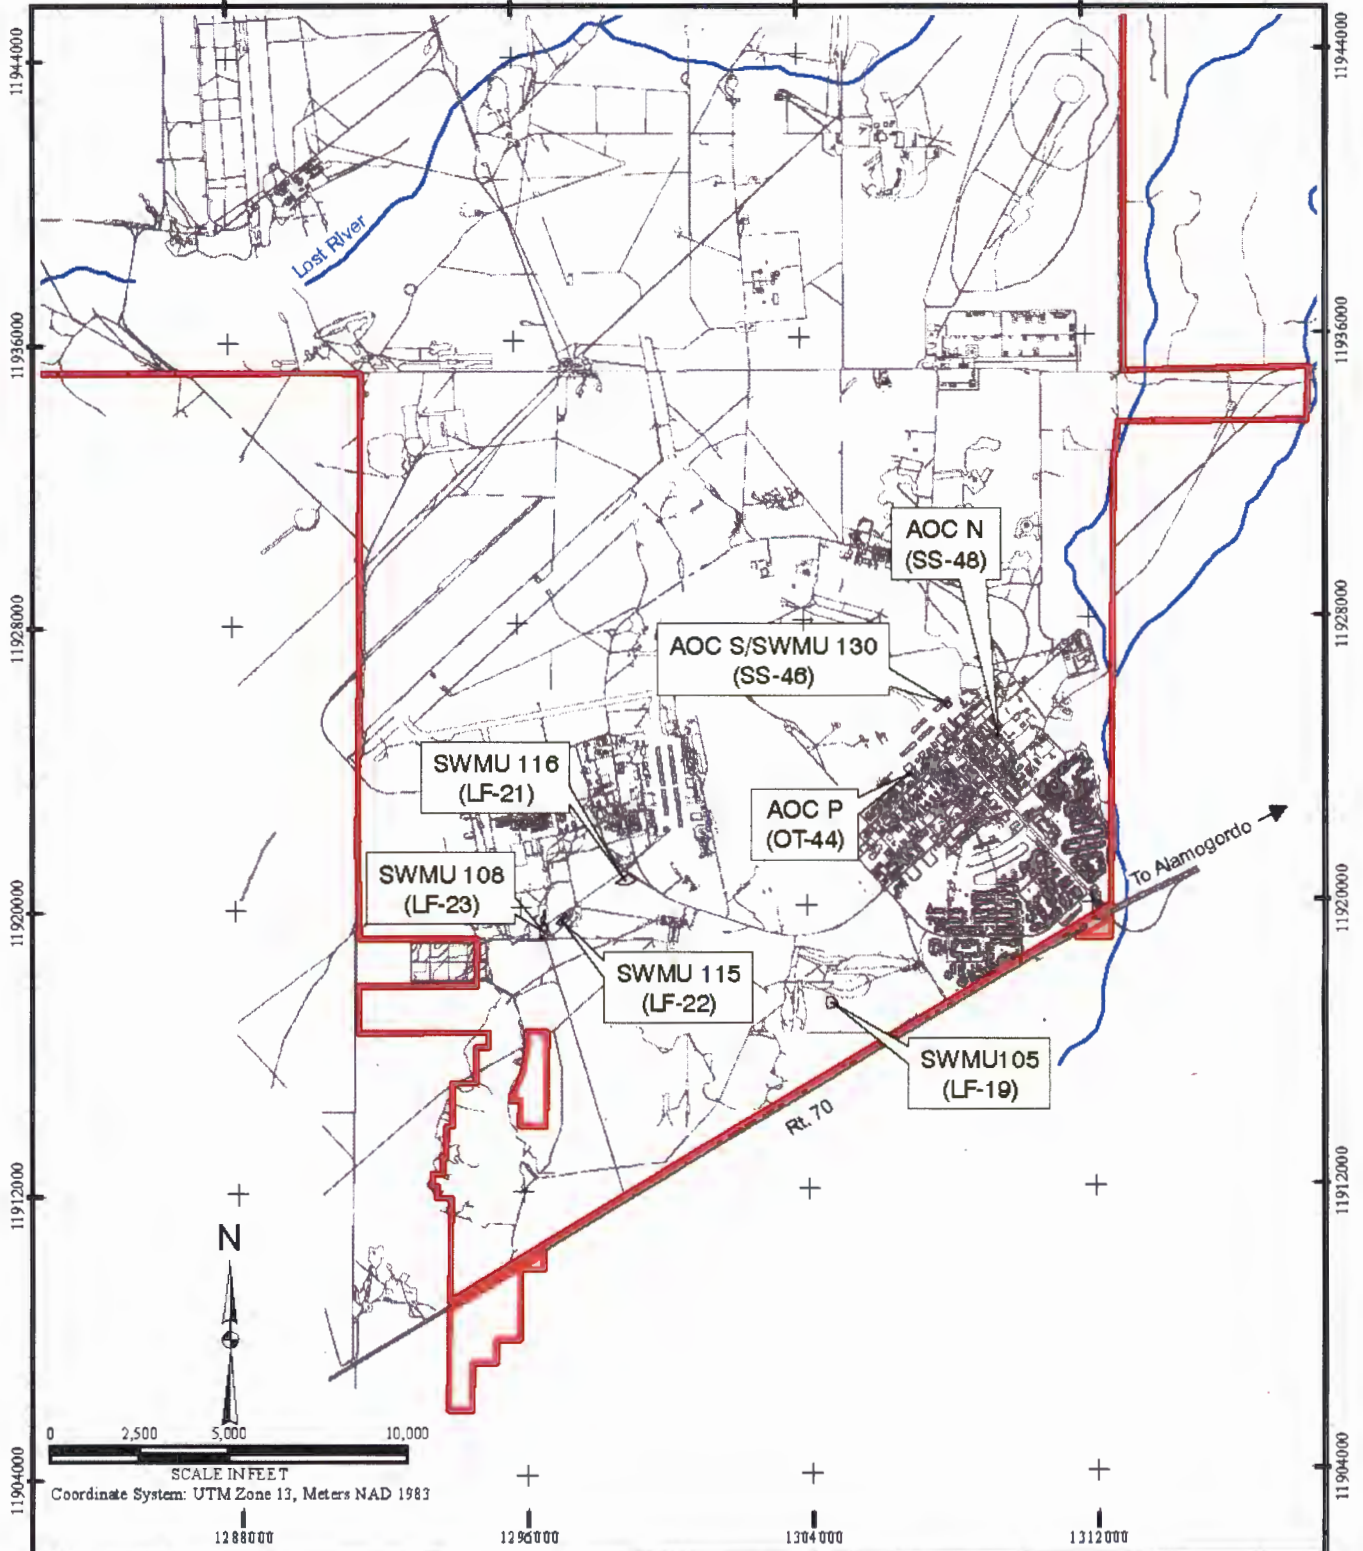 11944000
11944000
Lost River
11936000
11936000
AOC N
(SS-48)
11928000
11928000
AOC S/SWMU 130
(SS-46)
SWMU 116
(LF-21)
AOC P
(OT-44)
To Alamogordo
SWMU 108
(LF-23)
11920000
11920000
SWMU 115
(LF-22)
SWMU105
(LF-19)
Rt. 70
11912000
11912000
N
0 2,500 5,000 10,000
SCALE IN FEET
Coordinate System: UTM Zone 13, Meters NAD 1983
11904000
11904000
1288000 1296000 1304000 1312000